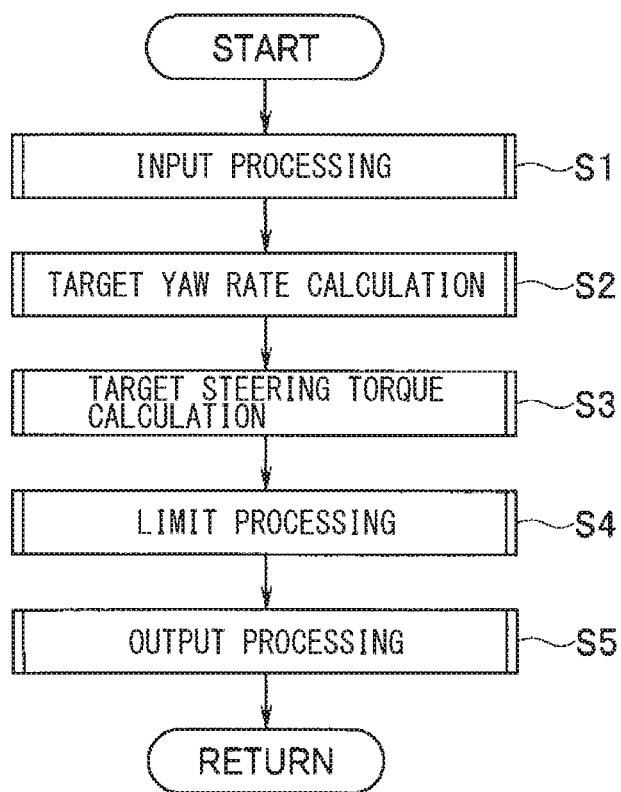 START
INPUT PROCESSING
S1
TARGET YAW RATE CALCULATION
S2
TARGET STEERING TORQUE
CALCULATION
S3
LIMIT PROCESSING
S4
OUTPUT PROCESSING
S5
RETURN